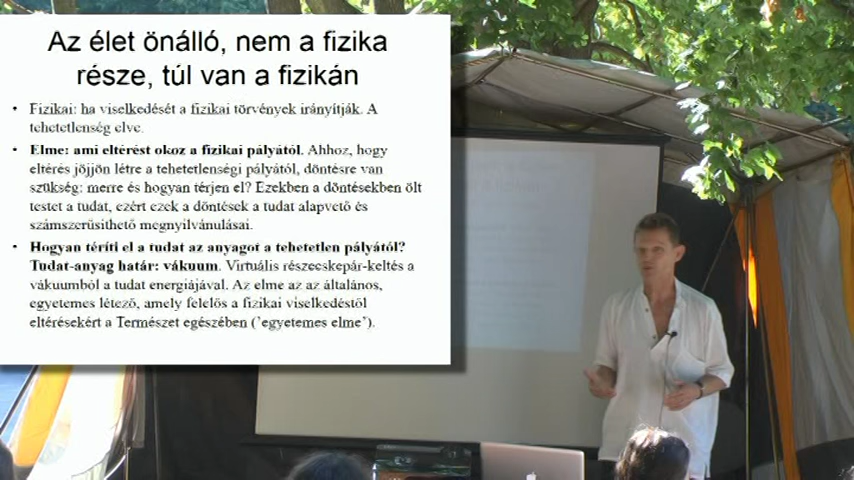 Az élet önálló, nem a fizika
része, túl van a fizikán
• Fizikai: ha viselkedését a fizikai törvények irányítják. A
tehetetlenség elve.
• Elme: ami eltérést okoz a fizikai pályától. Ahhoz, hogy
eltérés jöjjön létre a tehetetlenségi pályától, döntésre van
szükség: merre és hogyan térjen el? Ezekben a döntésekben ölt
testet a tudat, ezért ezek a döntések a tudat alapvető és
számszerűsíthető megnyilvánulásai.
• Hogyan téríti el a tudat az anyagot a tehetetlen pályától?
Tudat-anyag határ: vákuum. Virtuális részecskepár-keltés a
vákuumból a tudat energiájával. Az elme az az általános,
egyetemes létező, amely felelős a fizikai viselkedéstől
eltérésekért a Természet egészében (’egyetemes elme’).